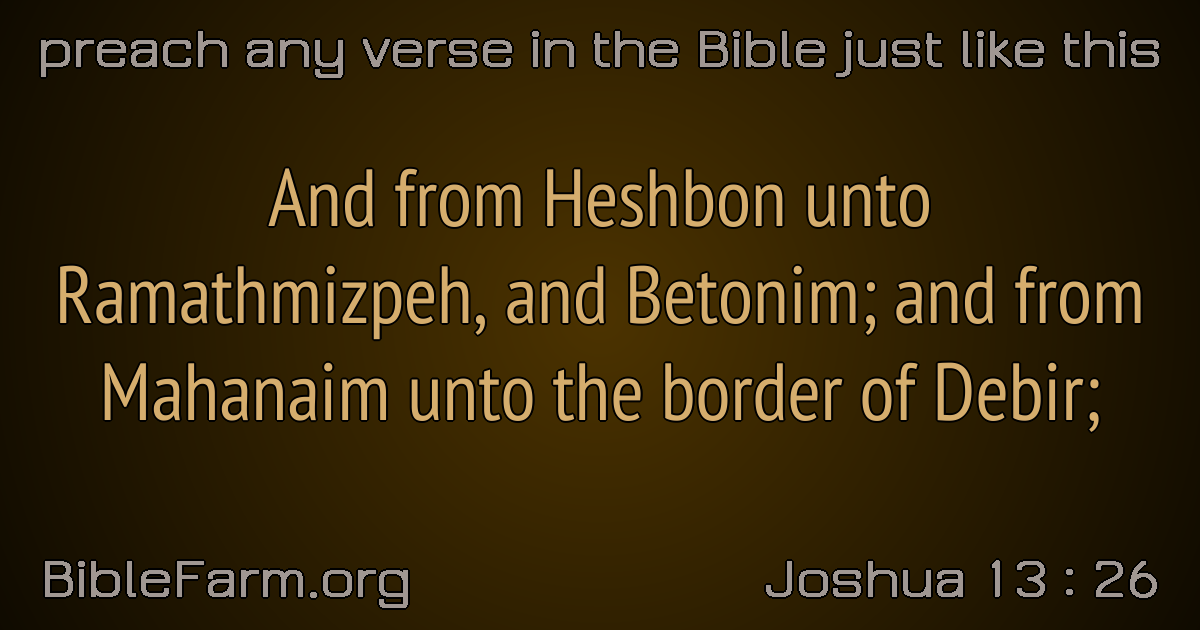 preach any verse in the Bible just like this
And from Heshbon unto
Ramathmizpeh, and Betonim; and from
Mahanaim unto the border of Debir;
BibleFarm.org
Joshua 13 : 26